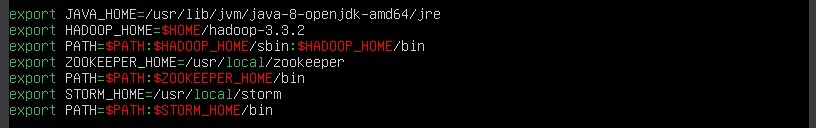 export JAVA_HOME=/usr/lib/jvm/java-8-openjdk-amd64/jre
export HADOOP_HOME=$HOME/hadoop-3.3.2
export PATH=$PATH:$HADOOP_HOME/sbin:$HADOOP_HOME/bin
export ZOOKEEPER_HOME=/usr/local/zookeeper
export PATH=$PATH:$ZOOKEEPER_HOME/bin
export STORM_HOME=/usr/local/storm
export PATH=$PATH:$STORM_HOME/bin